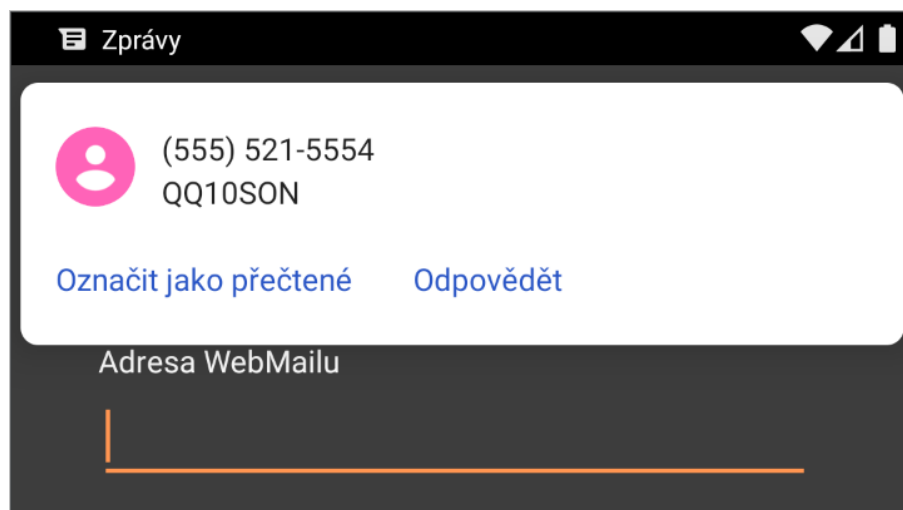 Zprávy
(555) 521-5554
QQ10SON
Označit jako přečtené Odpovědět
Adresa WebMailu